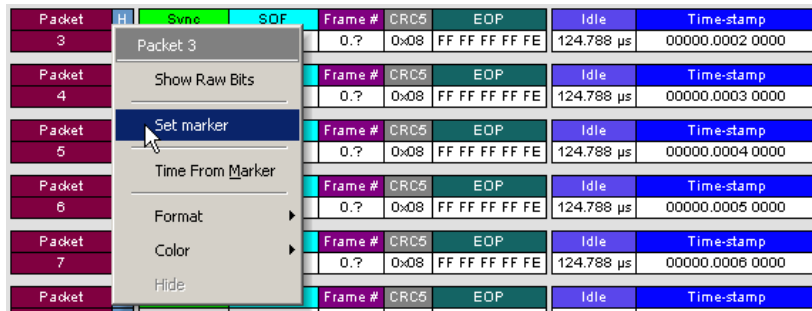 Packet H Sync SOF Frame # CRC5 EOP Idle Time-stamp
3 0.? 0x08 FF FF FF FF FE 124.788 µs 00000.0002 0000
Packet 3
Show Raw Bits
Set marker
Time From Marker
Format
Color
Hide
Packet Frame # CRC5 EOP Idle Time-stamp
4 0.? 0x08 FF FF FF FF FE 124.788 µs 00000.0003 0000
Packet Frame # CRC5 EOP Idle Time-stamp
5 0.? 0x08 FF FF FF FF FE 124.788 µs 00000.0004 0000
Packet Frame # CRC5 EOP Idle Time-stamp
6 0.? 0x08 FF FF FF FF FE 124.788 µs 00000.0005 0000
Packet Frame # CRC5 EOP Idle Time-stamp
7 0.? 0x08 FF FF FF FF FE 124.788 µs 00000.0006 0000
Packet H Frame # CRC5 EOP Idle Time-stamp